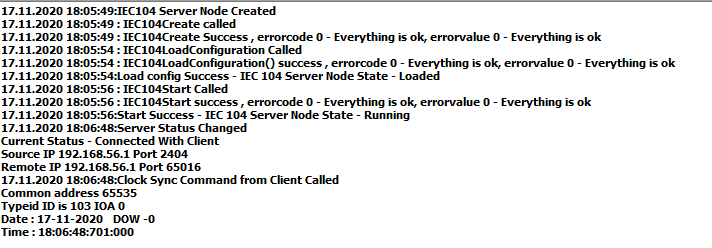 17.11.2020 18:05:49:IEC104 Server Node Created
17.11.2020 18:05:49 : IEC104Create called
17.11.2020 18:05:49 : IEC104Create Success , errorcode 0 - Everything is ok, errorvalue 0 - Everything is ok
17.11.2020 18:05:54 : IEC104LoadConfiguration Called
17.11.2020 18:05:54 : IEC104LoadConfiguration() success , errorcode 0 - Everything is ok, errorvalue 0 - Everything is ok
17.11.2020 18:05:54:Load config Success - IEC 104 Server Node State - Loaded
17.11.2020 18:05:56 : IEC104Start Called
17.11.2020 18:05:56 : IEC104Start success , errorcode 0 - Everything is ok, errorvalue 0 - Everything is ok
17.11.2020 18:05:56:Start Success - IEC 104 Server Node State - Running
17.11.2020 18:06:48:Server Status Changed
Current Status - Connected With Client
Source IP 192.168.56.1 Port 2404
Remote IP 192.168.56.1 Port 65016
17.11.2020 18:06:48:Clock Sync Command from Client Called
Common address 65535
Typeid ID is 103 IOA 0
Date : 17-11-2020 DOW -0
Time : 18:06:48:701:000